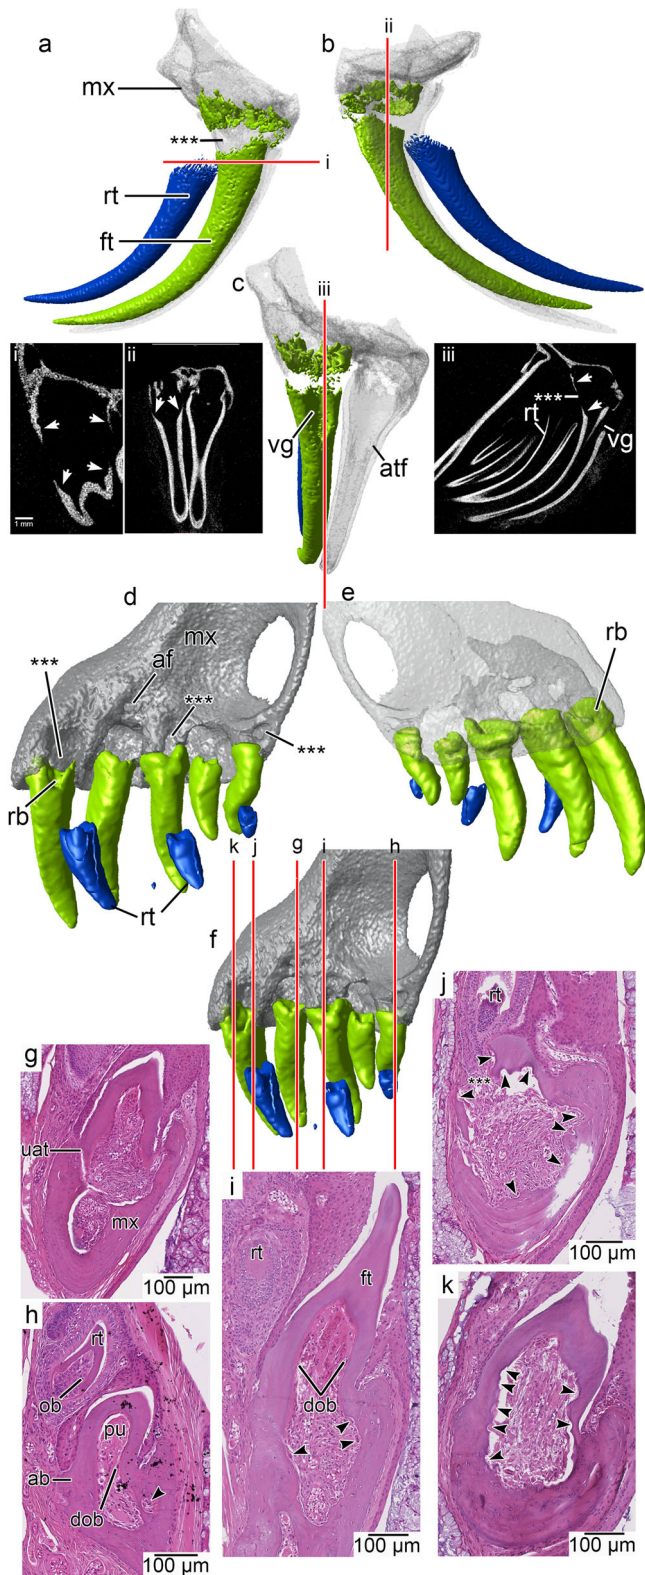 a
b
ii
mx
***
i
rt
ft
c
iii
i
ii
iii
***
rt
vg
vg
atf
1 mm
d
e
mx
rb
***
af
***
***
rb
rt
k j g i h
f
j
rt
***
100 µm
g
uat
mx
100 µm
i
rt
ft
dob
100 µm
h
rt
ob
pu
ab
dob
100 µm
k
100 µm